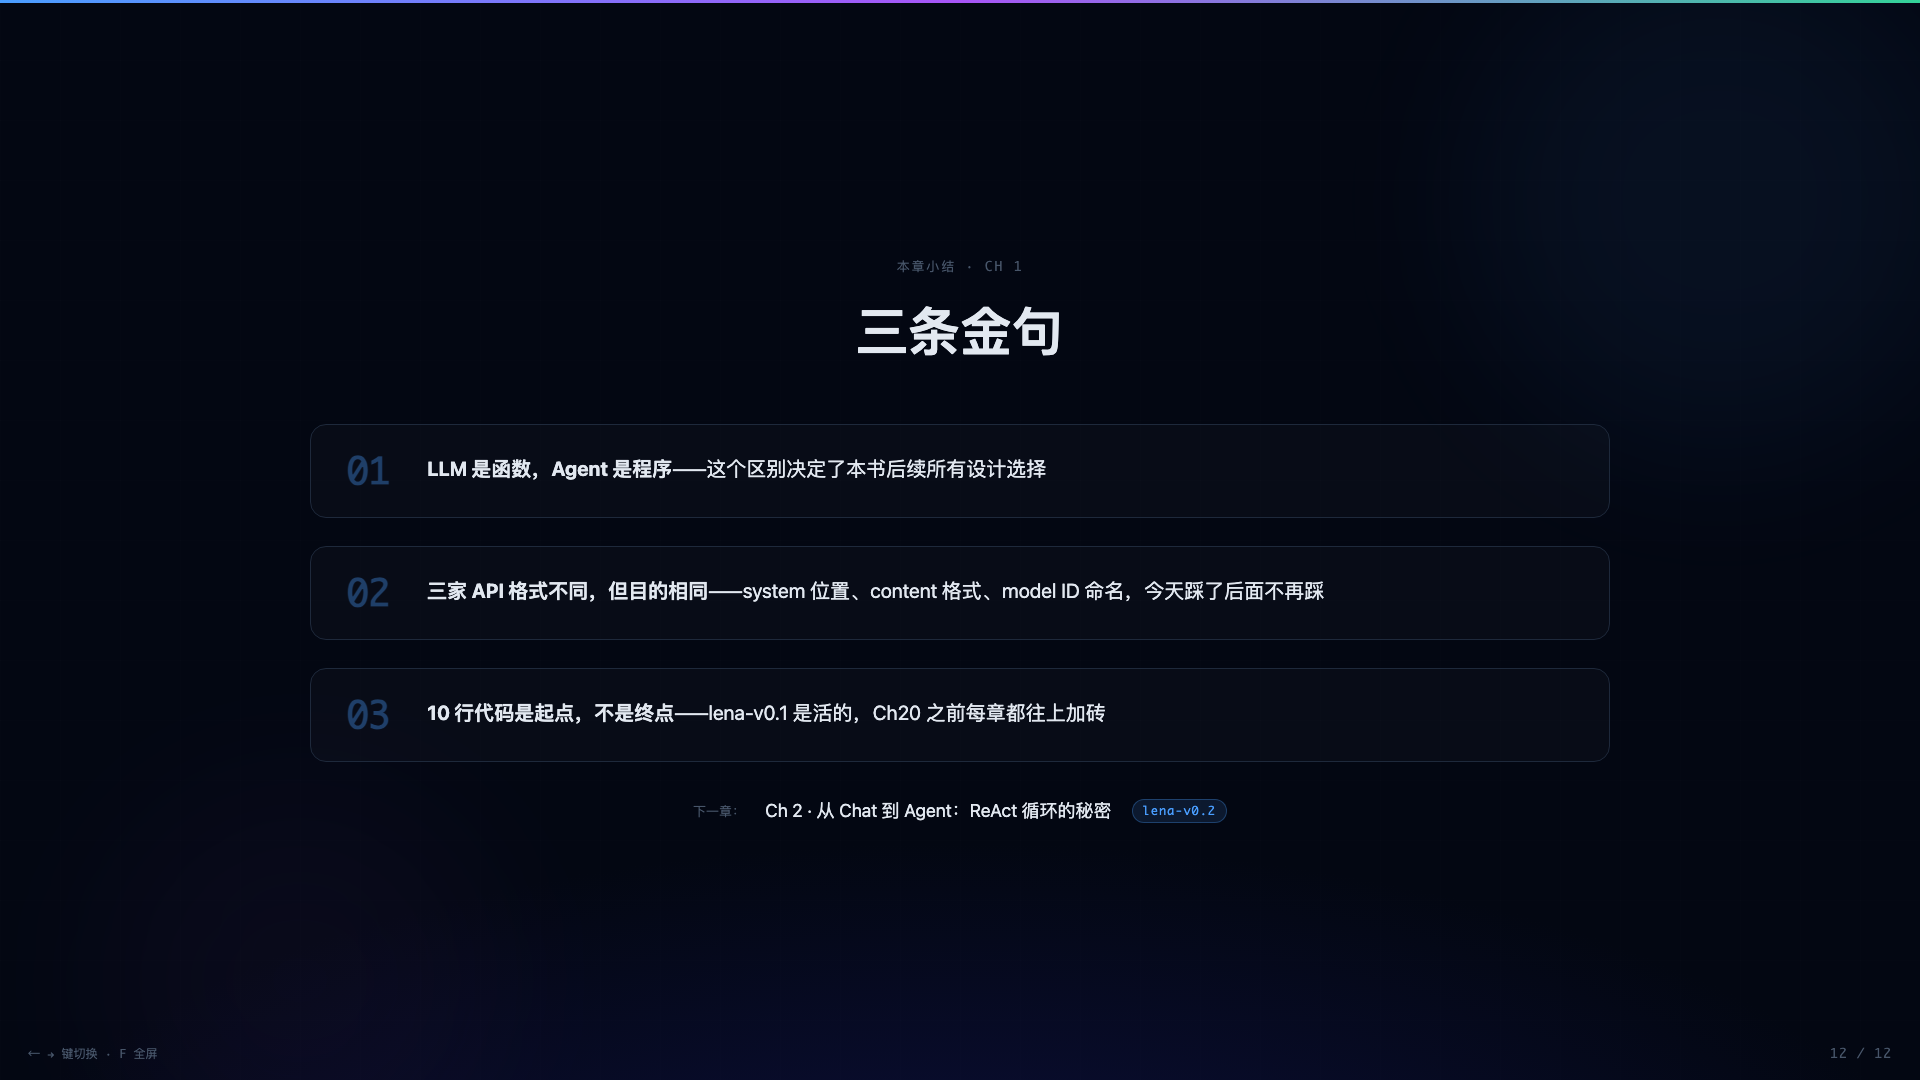 本章小结 · CH 1
三条金句
01
LLM 是函数，Agent 是程序——这个区别决定了本书后续所有设计选择
02
三家 API 格式不同，但目的相同——system 位置、content 格式、model ID 命名，今天踩了后面不再踩
03
10 行代码是起点，不是终点——lena-v0.1 是活的，Ch20 之前每章都往上加砖
下一章： Ch 2 · 从 Chat 到 Agent：ReAct 循环的秘密 lena-v0.2
← → 键切换 · F 全屏
12 / 12